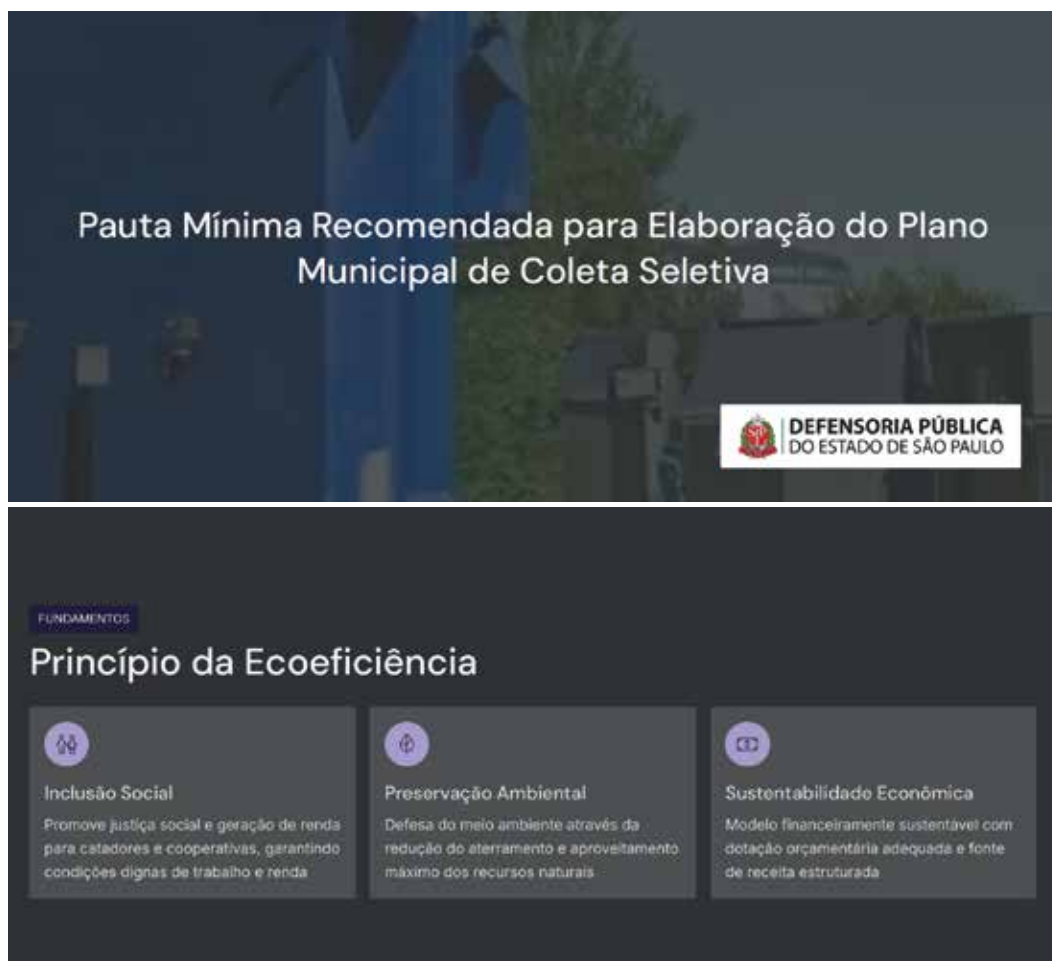 Pauta Mínima Recomendada para Elaboração do Plano
Municipal de Coleta Seletiva
DEFENSORIA PÚBLICA
DO ESTADO DE SÃO PAULO
FUNDAMENTOS
Princípio da Ecoeficiência
Inclusão Social
Promove justiça social e geração de renda
para catadores e cooperativas, garantindo
condições dignas de trabalho e renda
Preservação Ambiental
Defesa do meio ambiente através da
redução do aterramento e aproveitamento
máximo dos recursos naturais
Sustentabilidade Econômica
Modelo financeiramente sustentável com
dotação orçamentária adequada e fonte
de receita estruturada